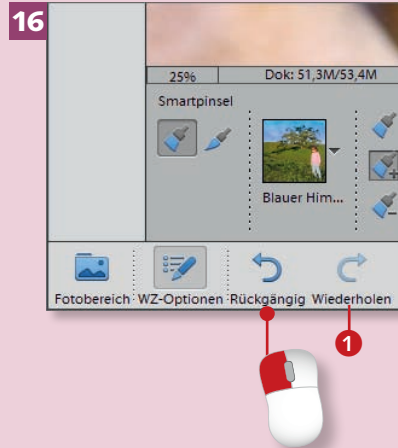 16
25% Dok: 51,3M/53,4M
Smartpinsel
Blauer Him...
Fotobereich WZ-Optionen Rückgängig Wiederholen
1